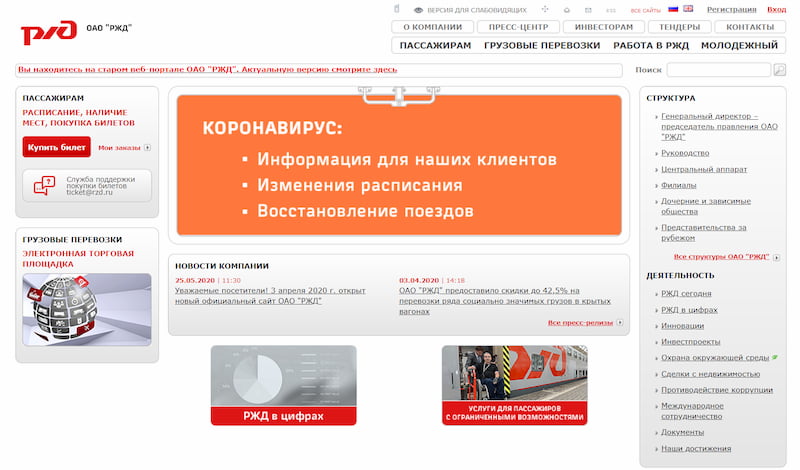 ВЕРСИЯ ДЛЯ СЛАБОВИДЯЩИХ
RSS
ВСЕ САЙТЫ
Регистрация
Вход
ржд
ОАО "РЖД"
О КОМПАНИИ
ПРЕСС-ЦЕНТР
ИНВЕСТОРАМ
ТЕНДЕРЫ
КОНТАКТЫ
ПАССАЖИРАМ
ГРУЗОВЫЕ ПЕРЕВОЗКИ
РАБОТА В РЖД
МОЛОДЕЖНЫЙ
Вы находитесь на старом веб-портале ОАО "РЖД". Актуальную версию смотрите здесь
Поиск
ПАССАЖИРАМ
РАСПИСАНИЕ, НАЛИЧИЕ
МЕСТ, ПОКУПКА БИЛЕТОВ
Купить билет
Мои заказы
Служба поддержки
покупки билетов
ticket@rzd.ru
ГРУЗОВЫЕ ПЕРЕВОЗКИ
ЭЛЕКТРОННАЯ ТОРГОВАЯ
ПЛОЩАДКА
КОРОНАВИРУС:
▪ Информация для наших клиентов
▪ Изменения расписания
▪ Восстановление поездов
НОВОСТИ КОМПАНИИ
25.05.2020 | 11:30
Уважаемые посетители! 3 апреля 2020 г. открыт
новый официальный сайт ОАО "РЖД"
03.04.2020 | 14:18
ОАО "РЖД" предоставило скидки до 42,5% на
перевозки ряда социально значимых грузов в крытых
вагонах
Все пресс-релизы
РЖД в цифрах
УСЛУГИ ДЛЯ ПАССАЖИРОВ
С ОГРАНИЧЕННЫМИ ВОЗМОЖНОСТЯМИ
СТРУКТУРА
Генеральный директор –
председатель правления ОАО
"РЖД"
Руководство
Центральный аппарат
Филиалы
Дочерние и зависимые
общества
Представительства за
рубежом
Все структуры ОАО "РЖД"
ДЕЯТЕЛЬНОСТЬ
РЖД сегодня
РЖД в цифрах
Инновации
Инвестпроекты
Охрана окружающей среды
Сделки с недвижимостью
Противодействие коррупции
Международное
сотрудничество
Документы
Наши достижения